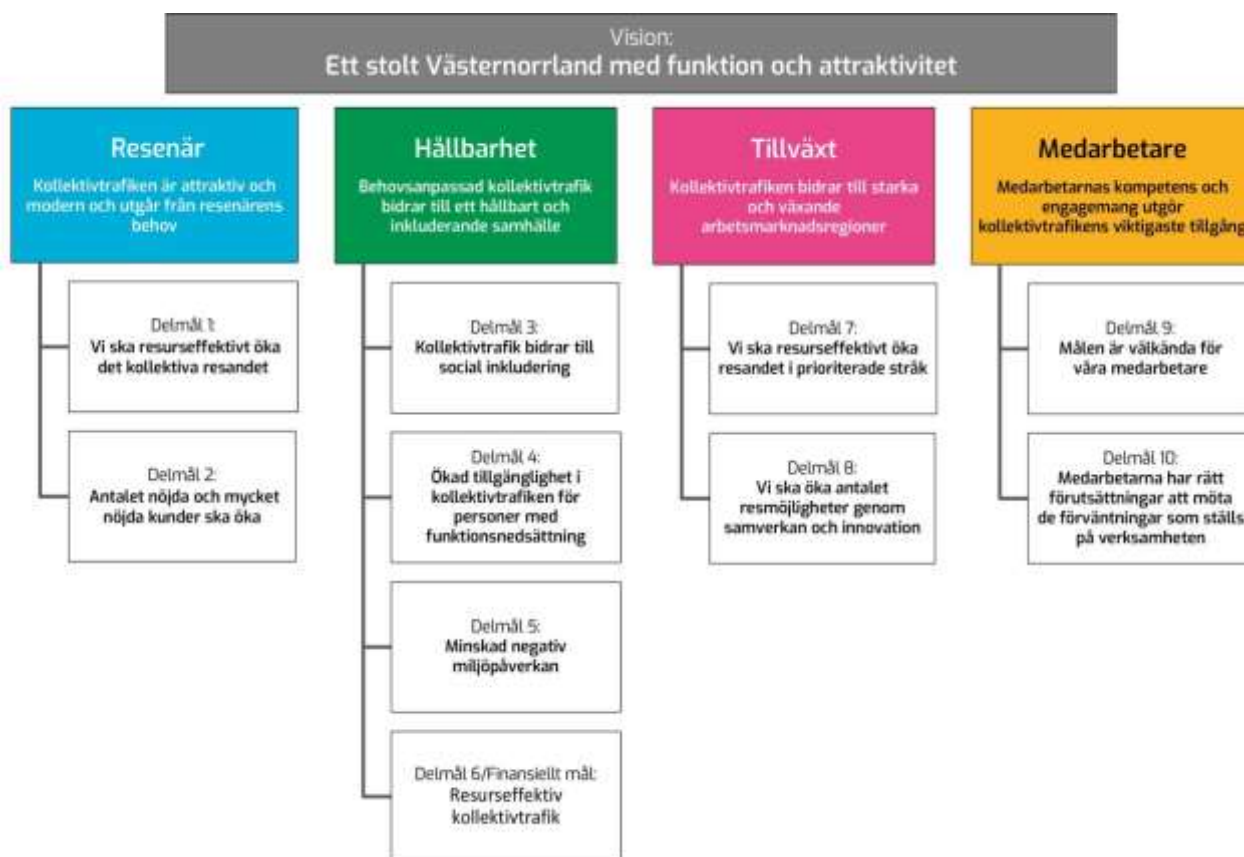 Vision:
Ett stolt Västernorrland med funktion och attraktivitet
Resenär
Kollektivtrafiken är attraktiv och
modern och utgår från resenärens
behov
Delmål 1:
Vi ska resurseffektivt öka
det kollektiva resandet
Delmål 2:
Antalet nöjda och mycket
nöjda kunder ska öka
Hållbarhet
Behovsanpassad kollektivtrafik
bidrar till ett hållbart och
inkluderande samhälle
Delmål 3:
Kollektivtrafik bidrar till
social inkludering
Delmål 4:
Ökad tillgänglighet i
kollektivtrafiken för
personer med
funktionsnedsättning
Delmål 5:
Minskad negativ
miljöpåverkan
Delmål 6/Finansiellt mål:
Resurseffektiv
kollektivtrafik
Tillväxt
Kollektivtrafiken bidrar till starka
och växande
arbetsmarknadsregioner
Delmål 7:
Vi ska resurseffektivt öka
resandet i prioriterade stråk
Delmål 8:
Vi ska öka antalet
resmöjligheter genom
samverkan och innovation
Medarbetare
Medarbetarnas kompetens och
engagemang utgör
kollektivtrafikens viktigaste tillgång
Delmål 9:
Målen är välkända för
våra medarbetare
Delmål 10:
Medarbetarna har rätt
förutsättningar att möta
de förväntningar som ställs
på verksamheten